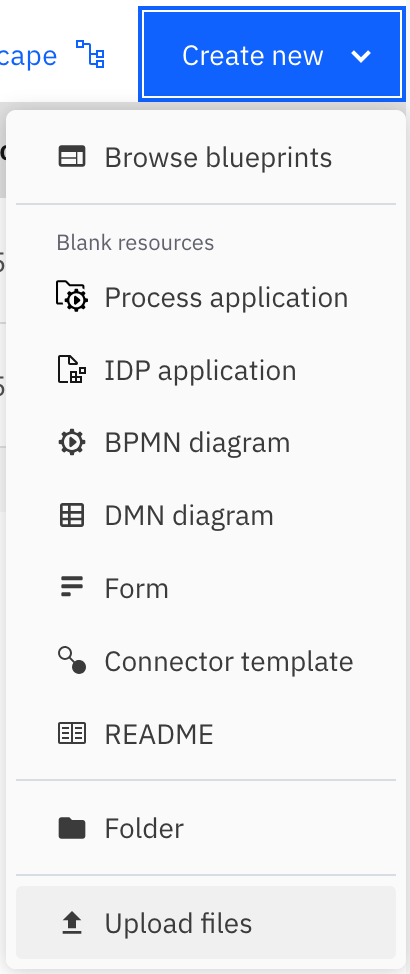 cape
Create new
Browse blueprints
Blank resources
Process application
IDP application
BPMN diagram
DMN diagram
Form
Connector template
README
Folder
Upload files